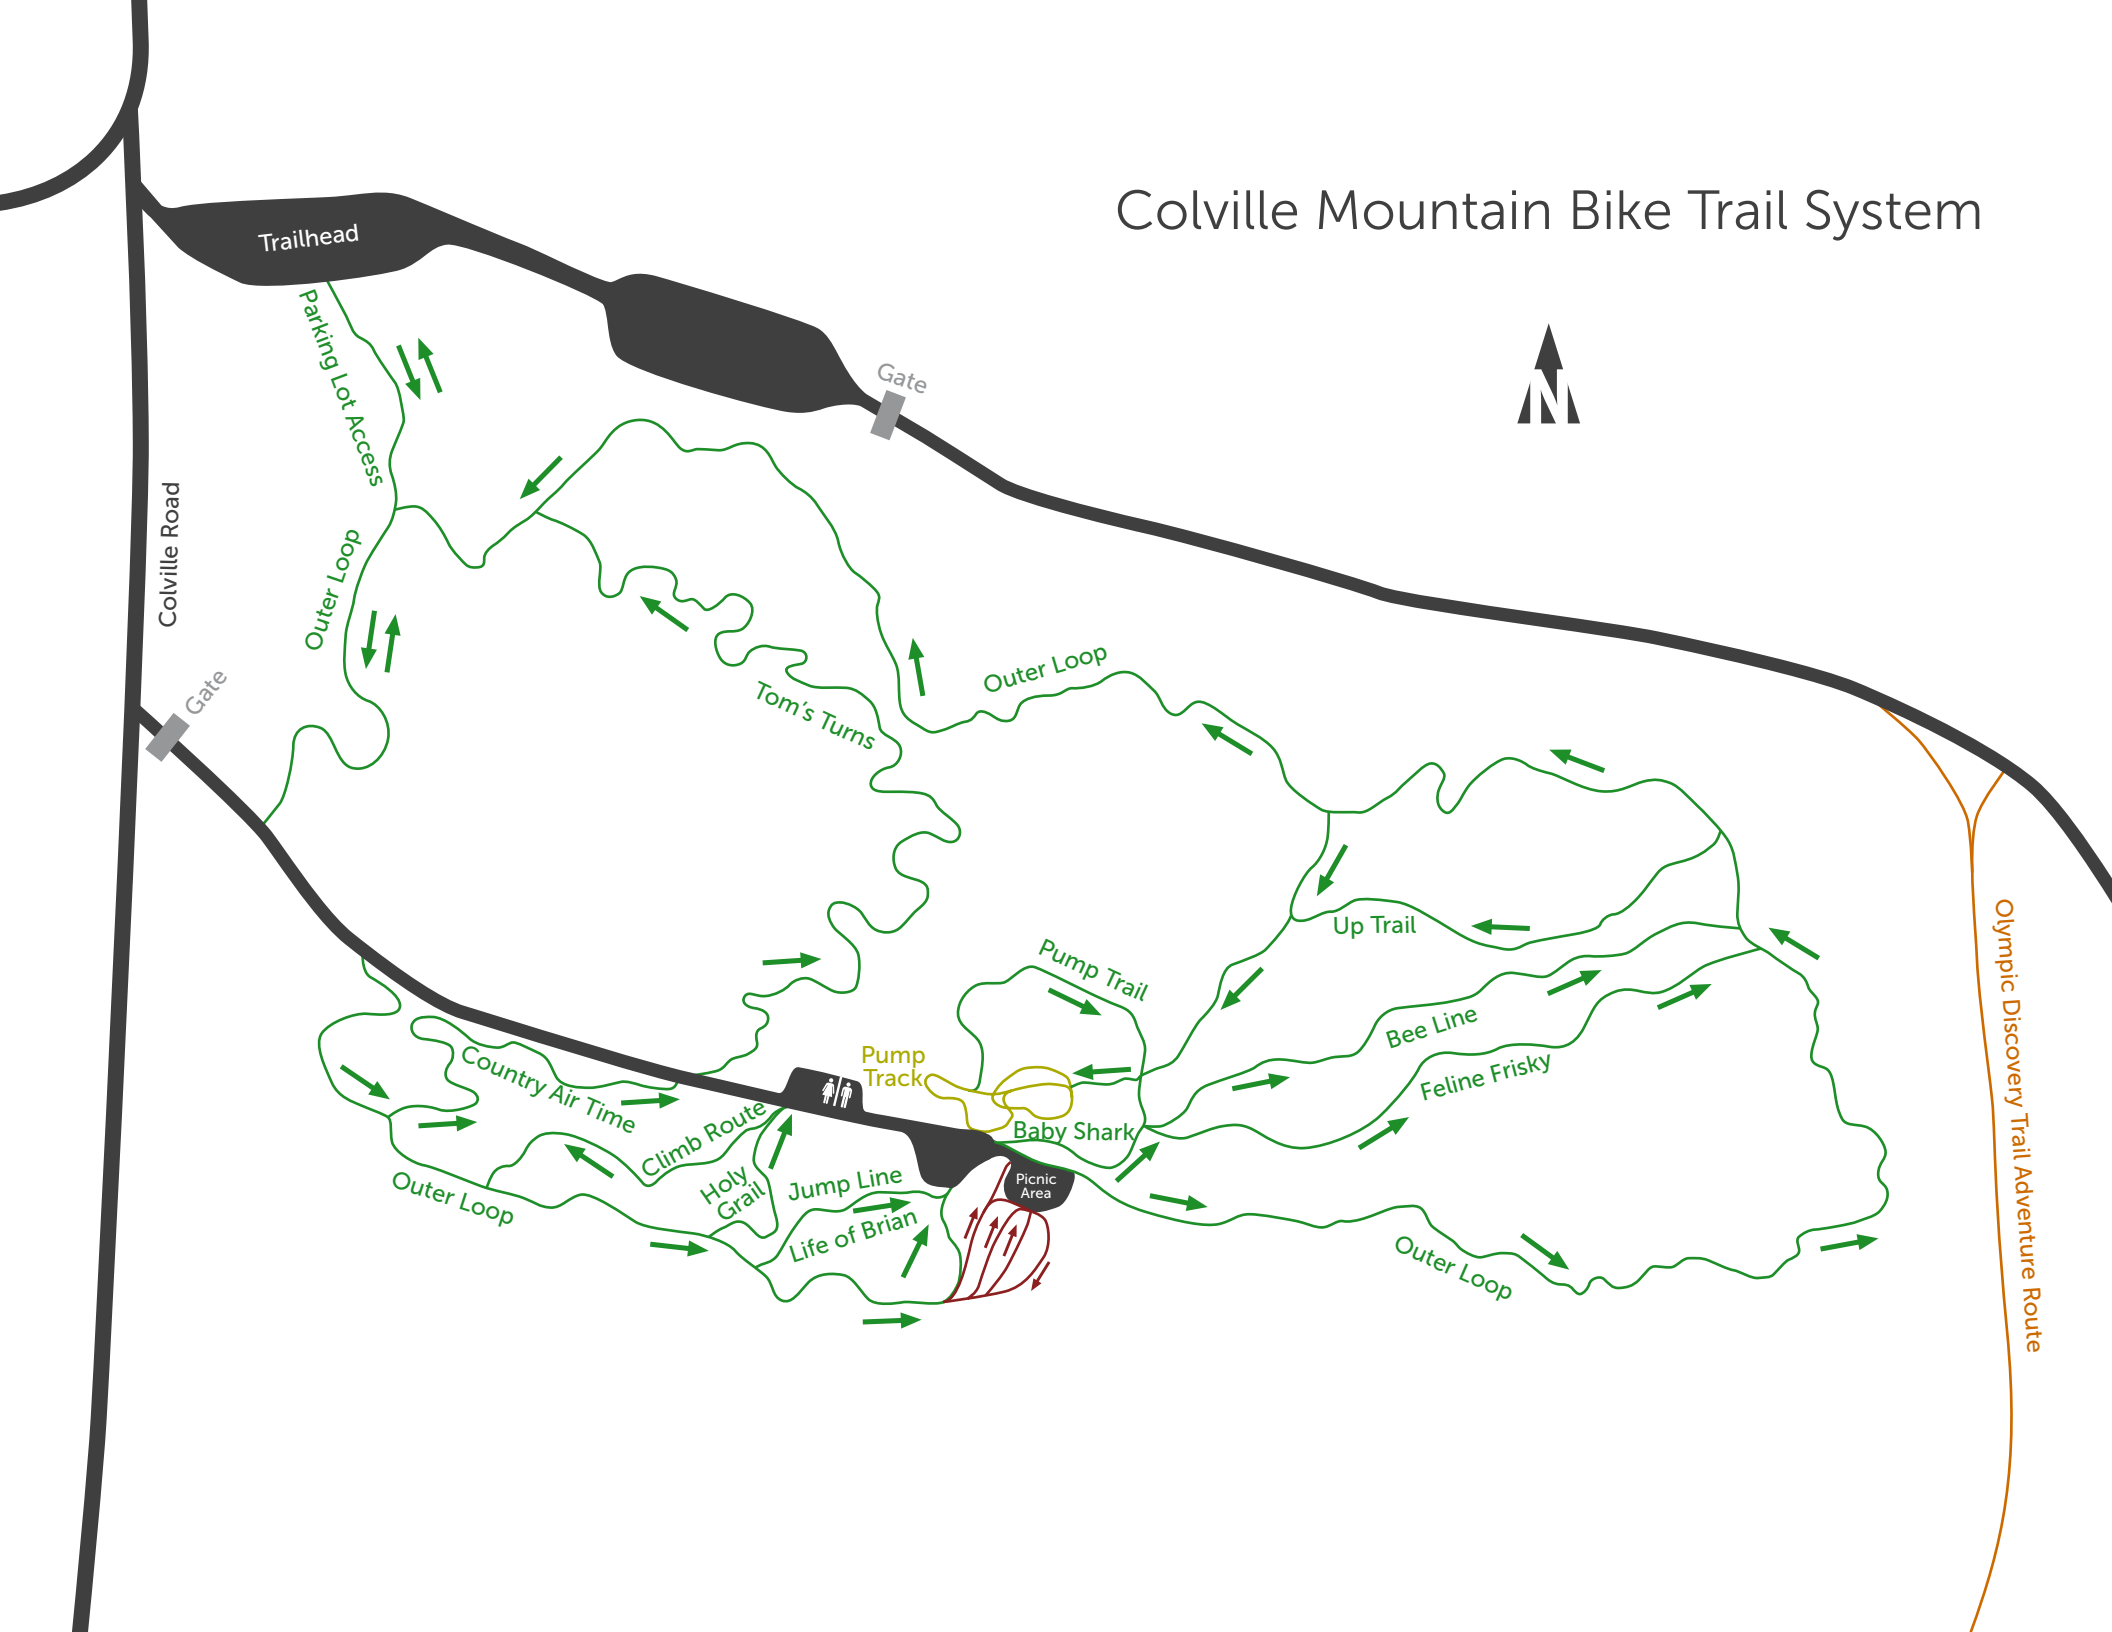 Colville Mountain Bike Trail System
Trailhead
Parking Lot Access
Gate
N
Colville Road
Outer Loop
Gate
Outer Loop
Tom's Turns
Up Trail
Pump Trail
Olympic Discovery Trail Adventure Route
Bee Line
Feline Frisky
Pump
Track
Country Air Time
Climb Route
Baby Shark
Holy
Grail
Jump Line
Picnic
Area
Outer Loop
Life of Brian
Outer Loop